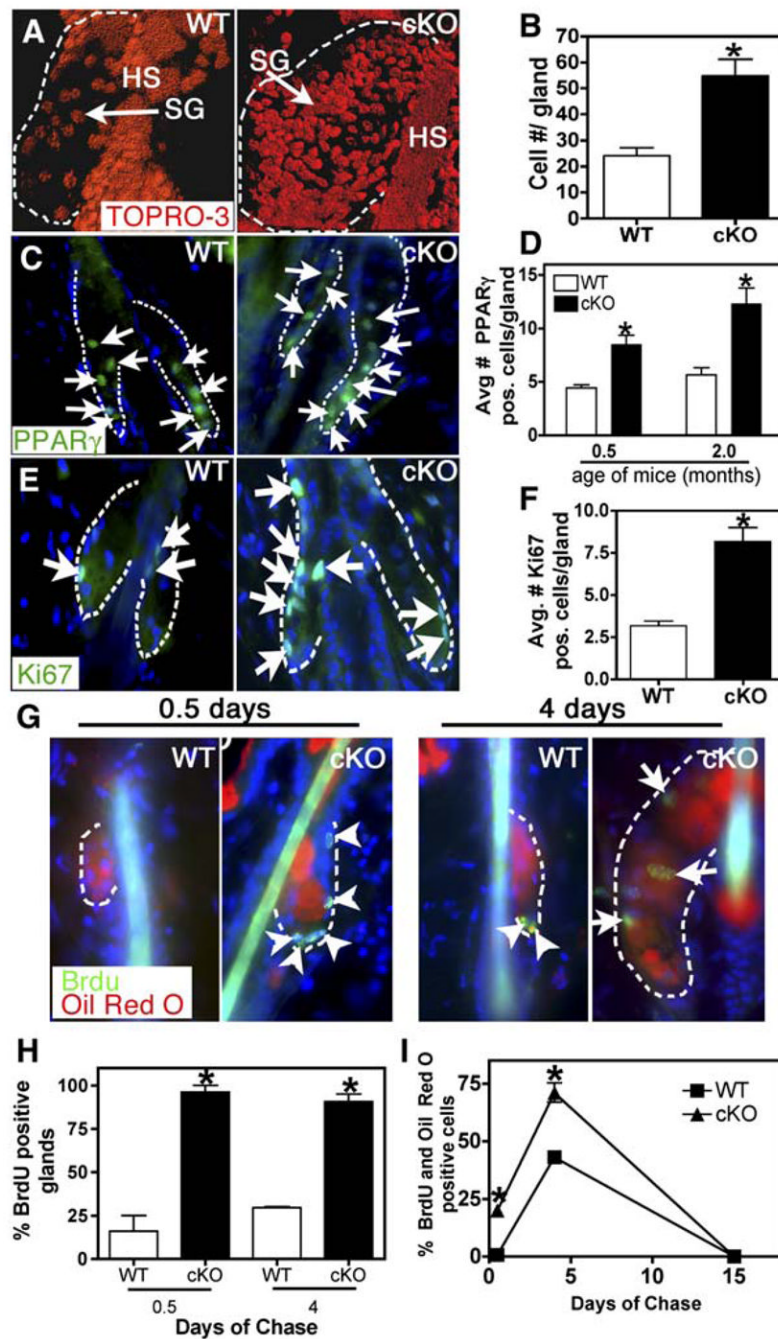 A
WT
HS
SG
TOPRO-3
cKO
SG
HS
B
Cell #/ gland
70
60
50
40
30
20
10
0
*
WT
cKO
C
WT
PPARγ
cKO
D
Avg # PPARγ
pos. cells/gland
15
10
5
0
WT
cKO
*
*
0.5
2.0
age of mice (months)
E
WT
Ki67
cKO
F
Avg. # Ki67
pos. cells/gland
10.0
7.5
5.0
2.5
0.0
*
WT
cKO
G
0.5 days
4 days
WT
cKO
WT
cKO
Brdu
Oil Red O
H
% BrdU positive
glands
100
75
50
25
0
*
*
WT
cKO
WT
cKO
0.5
4
Days of Chase
I
% BrdU and Oil Red O
positive cells
75
50
25
0
*
*
WT
cKO
0
5
10
15
Days of Chase